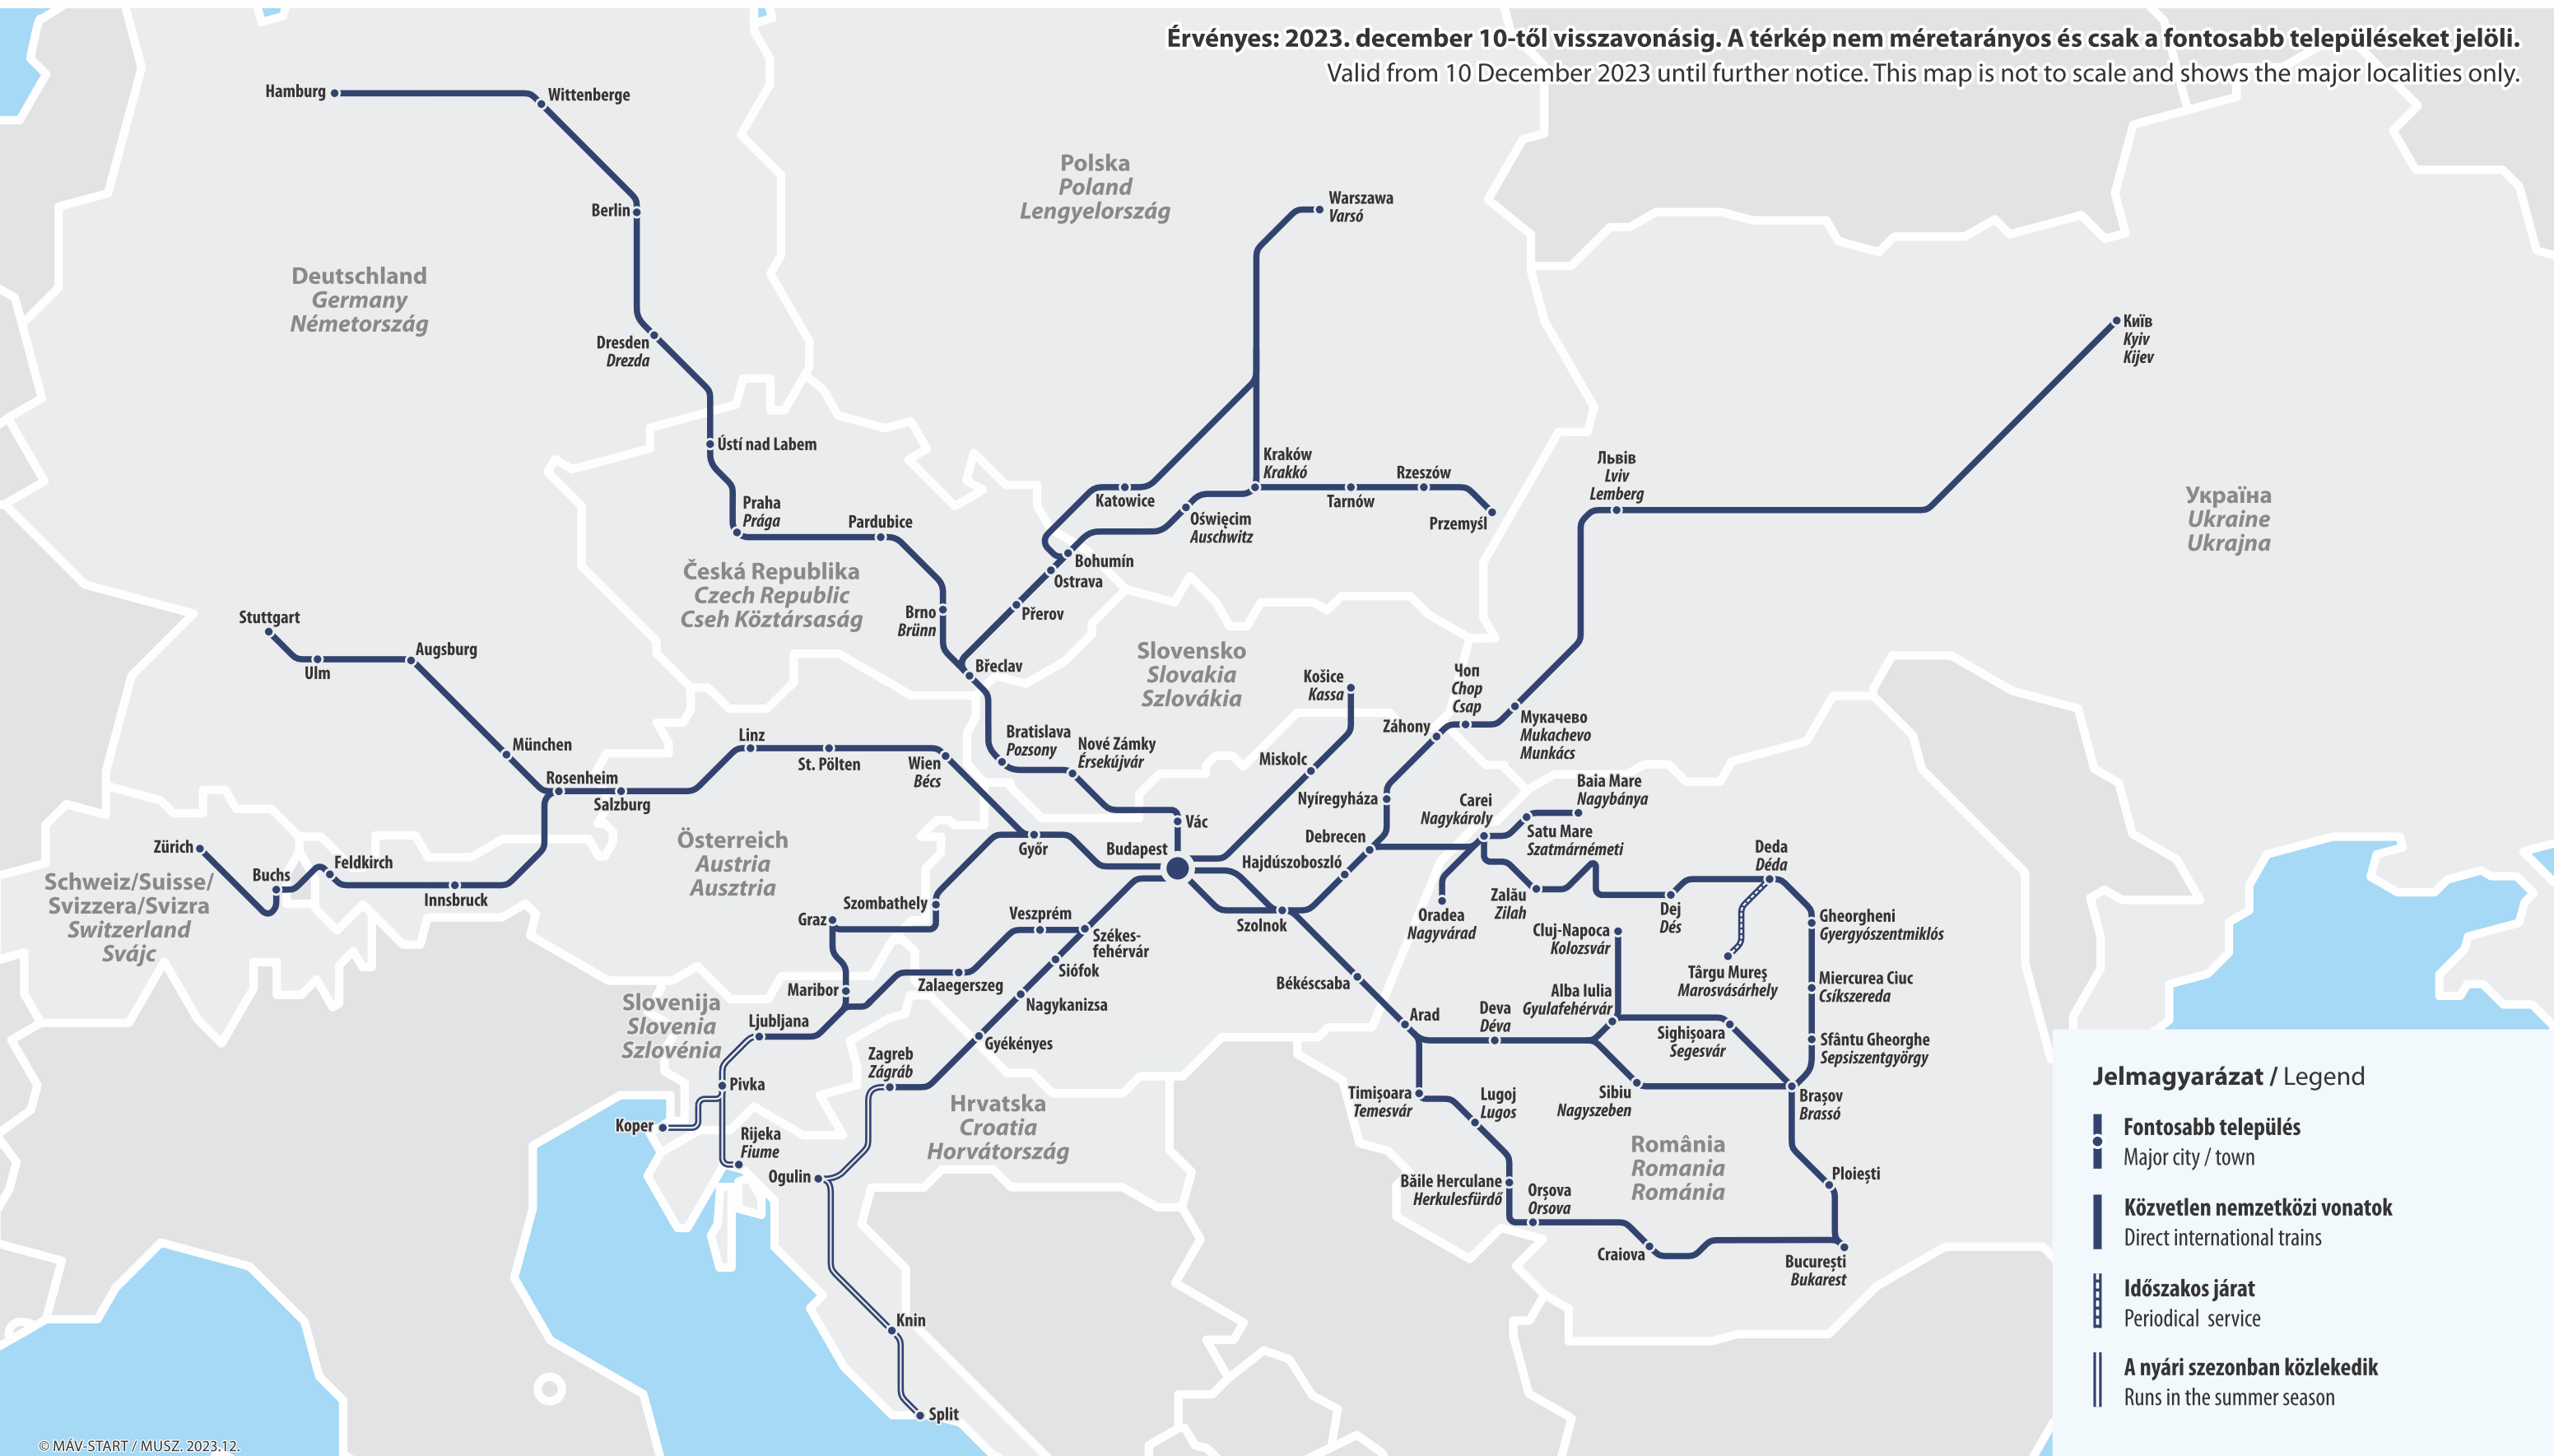 Érvényes: 2023. december 10-től visszavonásig. A térkép nem méretarányos és csak a fontosabb településeket jelöli.
Valid from 10 December 2023 until further notice. This map is not to scale and shows the major localities only.
Hamburg
Wittenberge
Berlin
Polska
Poland
Lengyelország
Warszawa
Varsó
Deutschland
Germany
Németország
Dresden
Drezda
Київ
Kyiv
Kijev
Ústí nad Labem
Praha
Prága
Pardubice
Katowice
Kraków
Krakkó
Oświęcim
Auschwitz
Tarnów
Rzeszów
Przemyśl
Львів
Lviv
Lemberg
Україна
Ukraine
Ukrajna
Česká Republika
Czech Republic
Cseh Köztársaság
Bohumín
Ostrava
Přerov
Brno
Brünn
Břeclav
Stuttgart
Ulm
Augsburg
Slovensko
Slovakia
Szlovákia
Košice
Kassa
Чоп
Chop
Csap
Záhony
Мукачево
Mukachevo
Munkács
München
Rosenheim
Salzburg
Linz
St. Pölten
Wien
Bécs
Bratislava
Pozsony
Nové Zámky
Érsekújvár
Miskolc
Nyíregyháza
Baia Mare
Nagybánya
Carei
Nagykároly
Satu Mare
Szatmárnémeti
Vác
Debrecen
Zürich
Buchs
Feldkirch
Innsbruck
Schweiz/Suisse/
Svizzera/Svizra
Switzerland
Svájc
Österreich
Austria
Ausztria
Győr
Budapest
Hajdúszoboszló
Deda
Déda
Szombathely
Graz
Veszprém
Székes-
fehérvár
Szolnok
Oradea
Nagyvárad
Zalău
Zilah
Dej
Dés
Gheorgheni
Gyergyószentmiklós
Cluj-Napoca
Kolozsvár
Siófok
Zalaegerszeg
Maribor
Nagykanizsa
Békéscsaba
Târgu Mureş
Marosvásárhely
Miercurea Ciuc
Csíkszereda
Slovenija
Slovenia
Szlovénia
Ljubljana
Gyékényes
Arad
Deva
Déva
Alba Iulia
Gyulafehérvár
Sighișoara
Segesvár
Sfântu Gheorghe
Sepsiszentgyörgy
Zagreb
Zágráb
Pivka
Koper
Rijeka
Fiume
Hrvatska
Croatia
Horvátország
Ogulin
Timișoara
Temesvár
Lugoj
Lugos
Sibiu
Nagyszeben
Brașov
Brassó
România
Romania
Románia
Băile Herculane
Herkulesfürdő
Orșova
Orsova
Ploiești
Craiova
București
Bukarest
Knin
Split
Jelmagyarázat / Legend
Fontosabb település
Major city / town
Közvetlen nemzetközi vonatok
Direct international trains
Időszakos járat
Periodical service
A nyári szezonban közlekedik
Runs in the summer season
© MÁV-START / MUSZ. 2023.12.